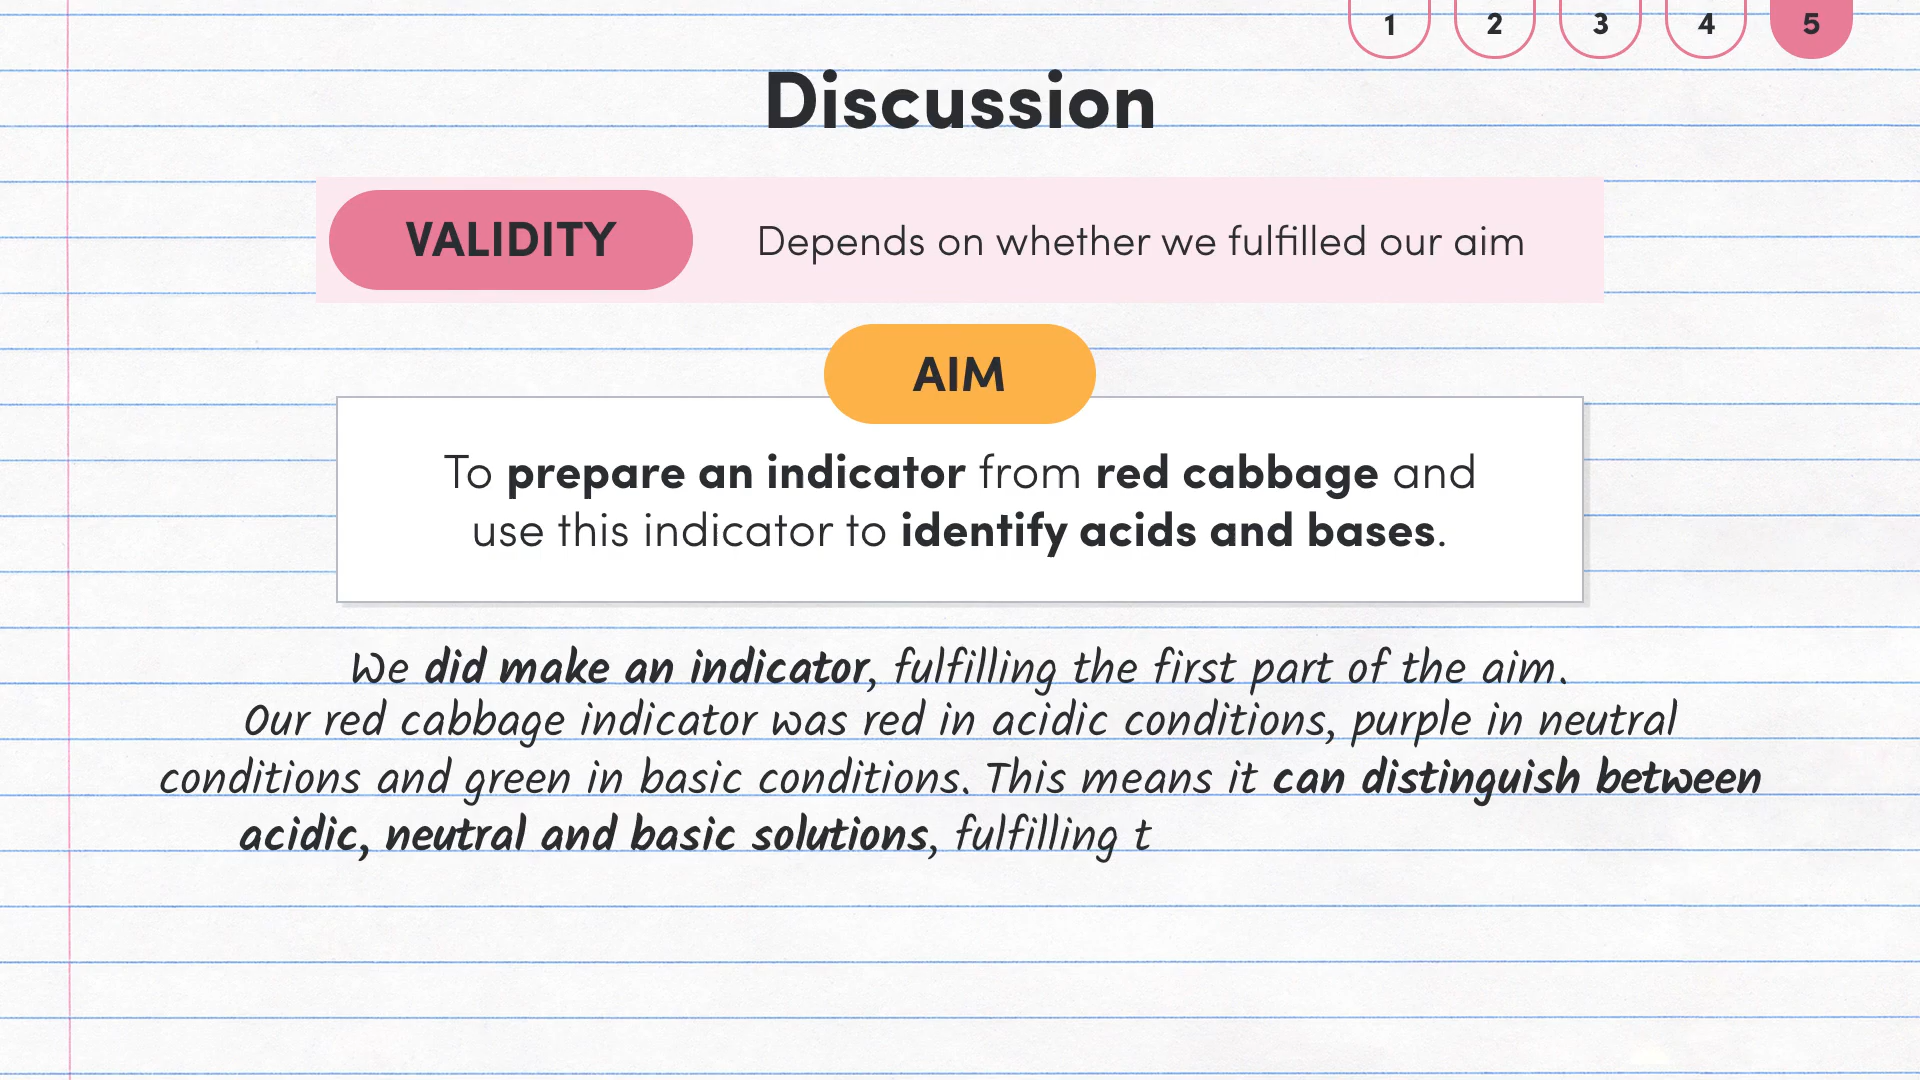 1 2 3 4 5
Discussion
VALIDITY Depends on whether we fulfilled our aim
AIM
To prepare an indicator from red cabbage and
use this indicator to identify acids and bases.
We did make an indicator, fulfilling the first part of the aim.
Our red cabbage indicator was red in acidic conditions, purple in neutral
conditions and green in basic conditions. This means it can distinguish between
acidic, neutral and basic solutions, fulfilling t